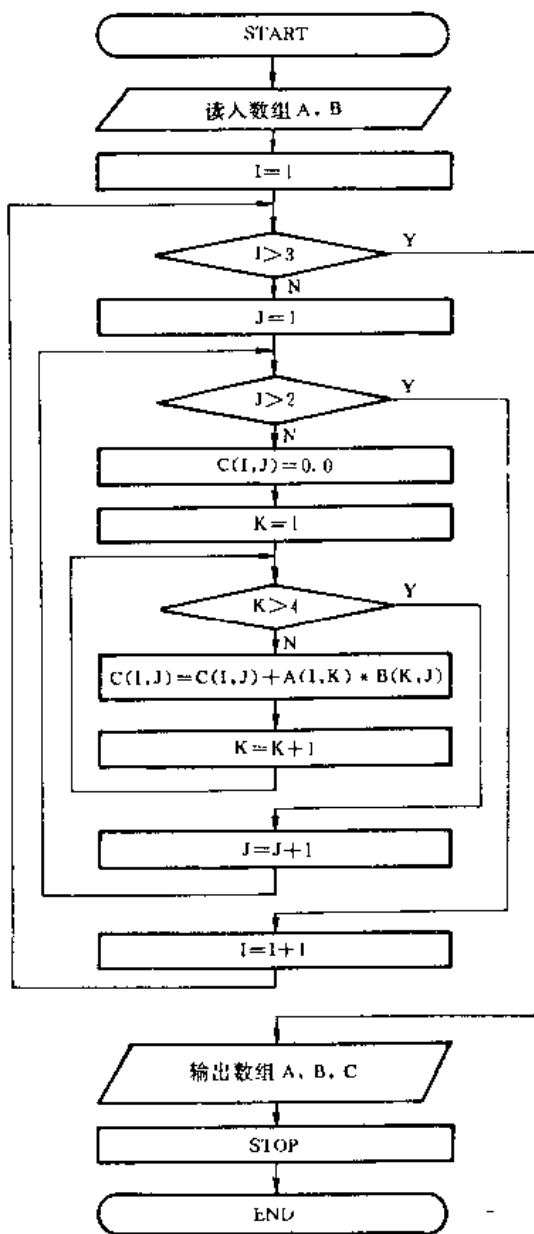 START
读入数组 A、B
I=1
I>3
Y
N
J=1
J>2
Y
N
C(I,J)=0.0
K=1
K>4
Y
N
C(I,J)=C(I,J)+A(I,K)*B(K,J)
K=K+1
J=J+1
I=I+1
输出数组 A、B、C
STOP
END